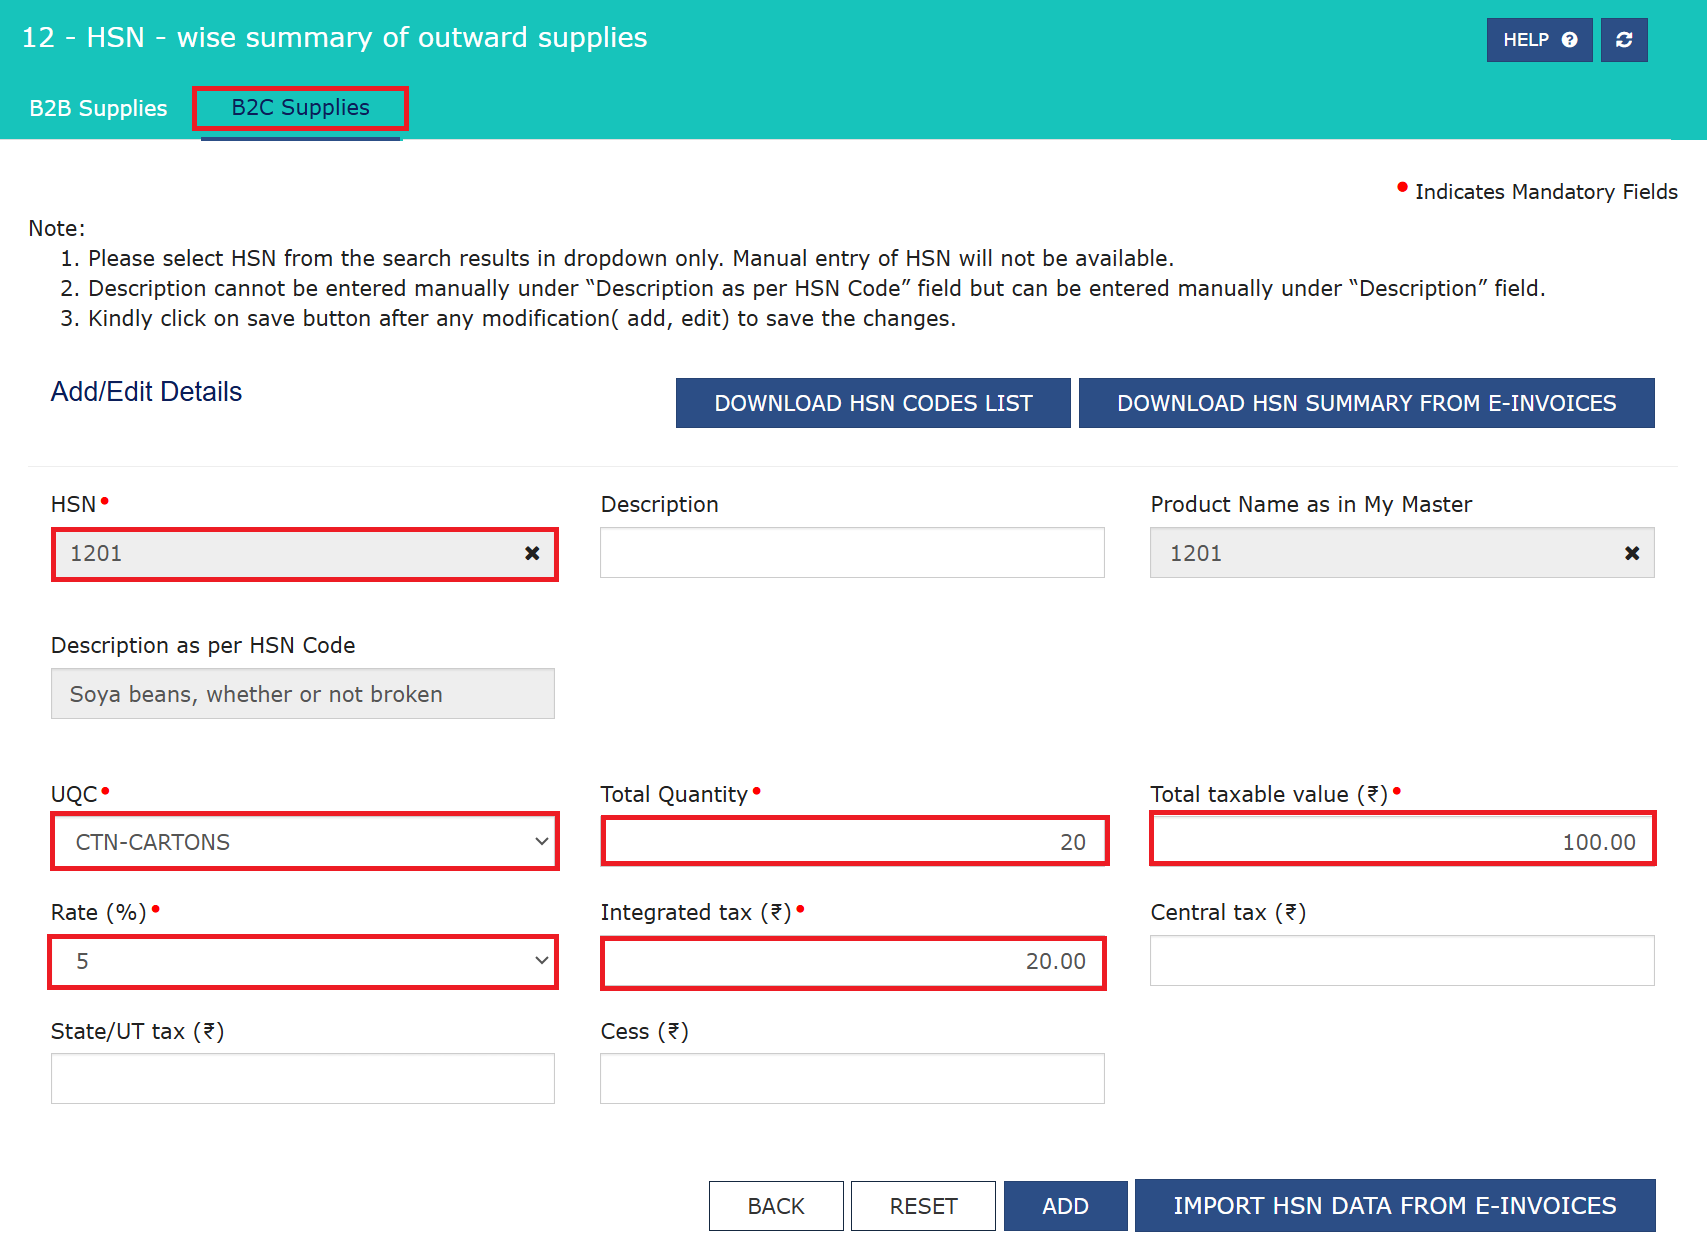 12 - HSN - wise summary of outward supplies
HELP
B2B Supplies
B2C Supplies
Indicates Mandatory Fields
Note:
1. Please select HSN from the search results in dropdown only. Manual entry of HSN will not be available.
2. Description cannot be entered manually under “Description as per HSN Code” field but can be entered manually under “Description” field.
3. Kindly click on save button after any modification( add, edit) to save the changes.
Add/Edit Details
DOWNLOAD HSN CODES LIST
DOWNLOAD HSN SUMMARY FROM E-INVOICES
HSN
Description
Product Name as in My Master
1201
1201
Description as per HSN Code
Soya beans, whether or not broken
UQC
Total Quantity
Total taxable value (₹)
CTN-CARTONS
20
100.00
Rate (%)
Integrated tax (₹)
Central tax (₹)
5
20.00
State/UT tax (₹)
Cess (₹)
BACK
RESET
ADD
IMPORT HSN DATA FROM E-INVOICES